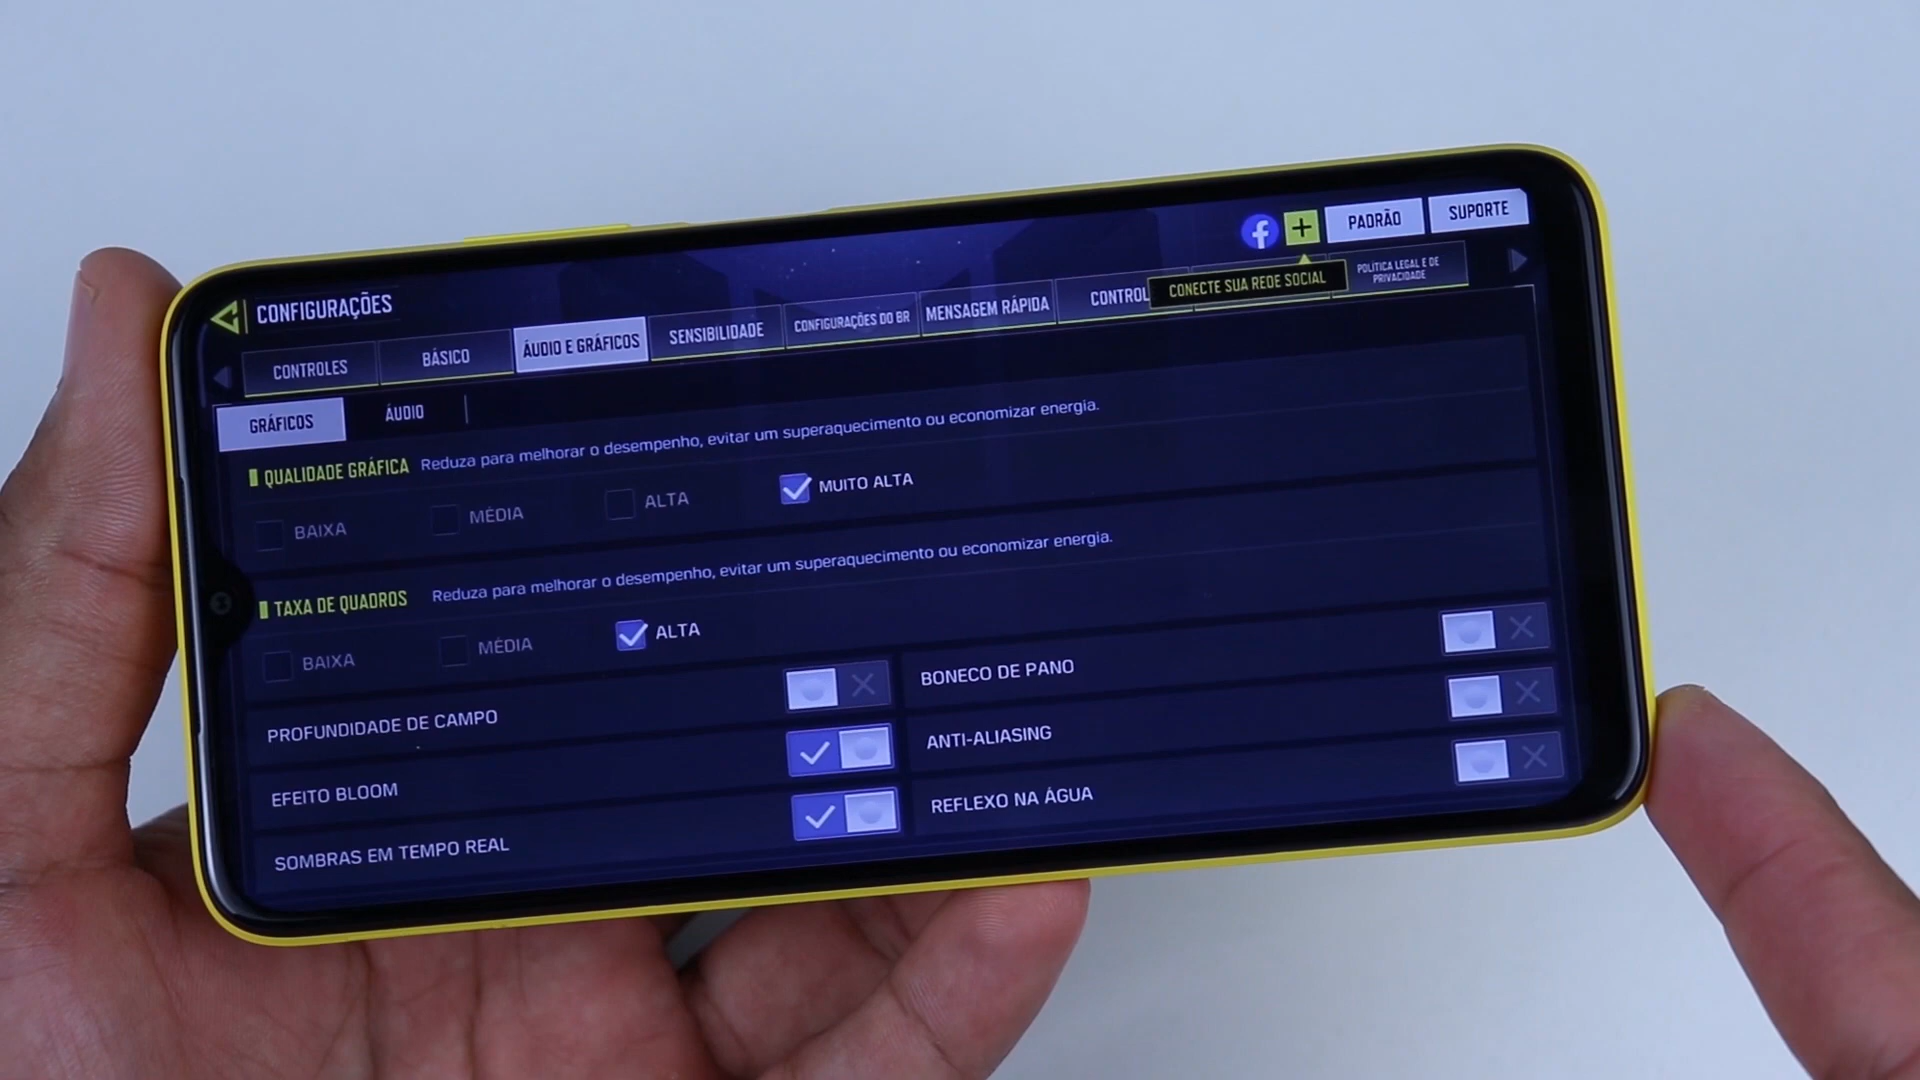 CONFIGURAÇÕES
PADRÃO
SUPORTE
CONECTE SUA REDE SOCIAL
CONTROLES
BÁSICO
ÁUDIO E GRÁFICOS
SENSIBILIDADE
CONFIGURAÇÕES DO BR
MENSAGEM RÁPIDA
CONTROL
POLÍTICA LEGAL E DE
PRIVACIDADE
GRÁFICOS
ÁUDIO
QUALIDADE GRÁFICA Reduza para melhorar o desempenho, evitar um superaquecimento ou economizar energia.
BAIXA
MÉDIA
ALTA
MUITO ALTA
TAXA DE QUADROS Reduza para melhorar o desempenho, evitar um superaquecimento ou economizar energia.
BAIXA
MÉDIA
ALTA
PROFUNDIDADE DE CAMPO
BONECO DE PANO
EFEITO BLOOM
ANTI-ALIASING
SOMBRAS EM TEMPO REAL
REFLEXO NA ÁGUA